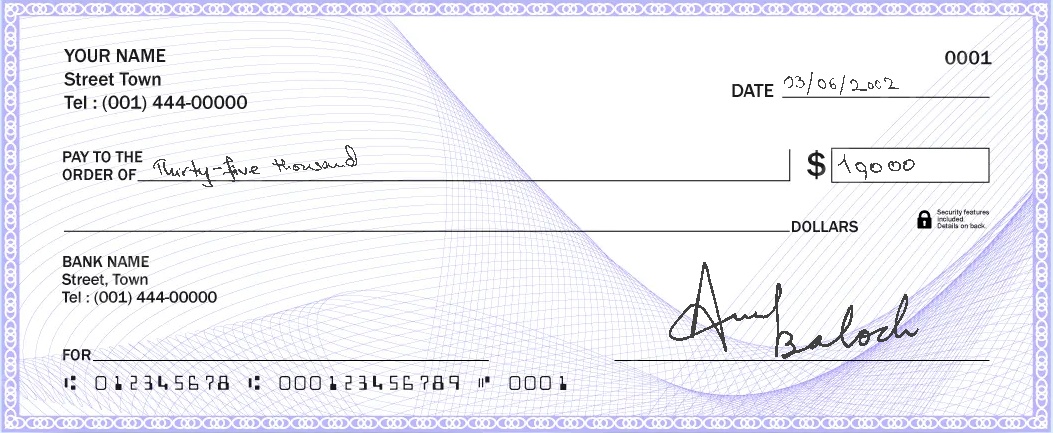 YOUR NAME
0001
Street Town
DATE 03/06/2002
Tel : (001) 444-00000
PAY TO THE
ORDER OF Thirty-five thousand $ 19000
Security features
included.
Details on back.
DOLLARS
BANK NAME
Street, Town
Tel : (001) 444-00000
Baloch
FOR
⑆ 012345678 ⑆ 000123456789 ⑈ 0001